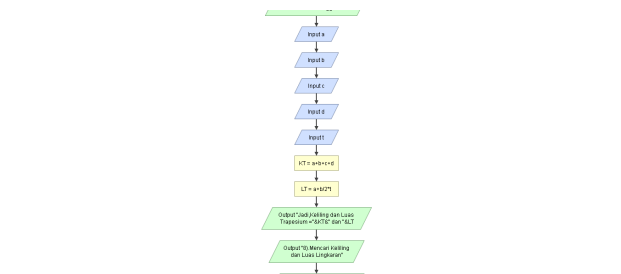 Input a
Input b
Input c
Input d
Input t
KT = a+b+c+d
LT = a+b/2*t
Output "Jadi,Keliling dan Luas
Trapesium ="&KT&" dan "&LT
Output "8).Mencari Keliling
dan Luas Lingkaran"